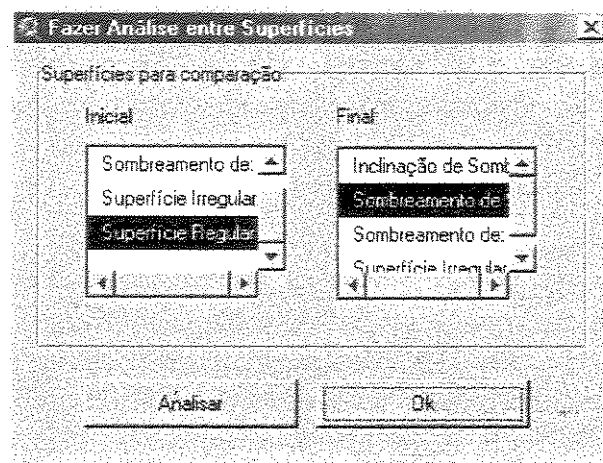 Fazer Análise entre Superfícies
Superfícies para comparação
Inicial
Final
Sombreamento de:
Superfície Irregular
Superfície Regular
Inclinação de Somb
Sombreamento de
Sombreamento de:
Superfície Irregular
Analisar
Ok